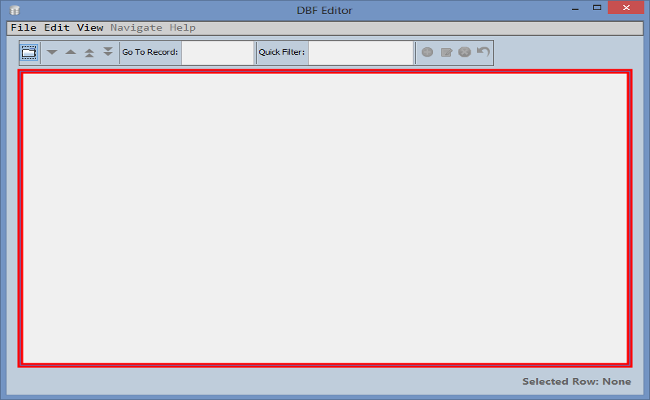 DBF Editor
File Edit View Navigate Help
Go To Record: Quick Filter:
Selected Row: None